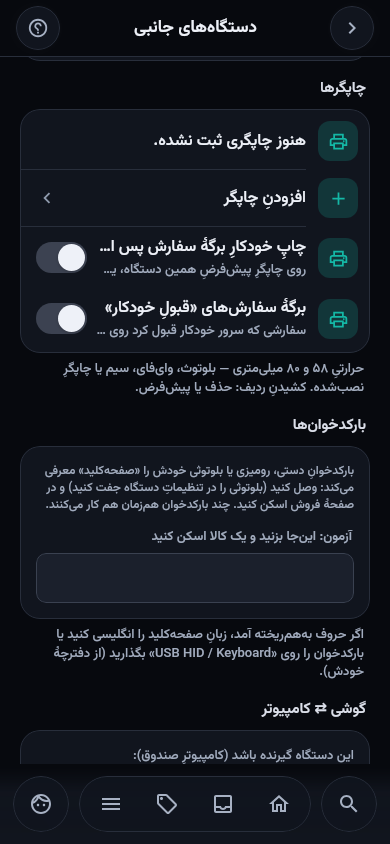 دستگاه‌های جانبی
چاپگرها
هنوز چاپگری ثبت نشده.
افزودنِ چاپگر
چاپِ خودکارِ برگهٔ سفارش پس ا...
روی چاپگرِ پیش‌فرضِ همین دستگاه، یـ...
برگهٔ سفارش‌های «قبولِ خودکار»
سفارشی که سرور خودکار قبول کرد روی ...
حرارتیِ ۵۸ و ۸۰ میلی‌متری — بلوتوث، وای‌فای، سیم یا چاپگرِ
نصب‌شده. کشیدنِ ردیف: حذف یا پیش‌فرض.
بارکدخوان‌ها
بارکدخوانِ دستی، رومیزی یا بلوتوثی خودش را «صفحه‌کلید» معرفی
می‌کند: وصل کنید (بلوتوثی را در تنظیماتِ دستگاه جفت کنید) و در
صفحهٔ فروش اسکن کنید. چند بارکدخوان هم‌زمان هم کار می‌کنند.
آزمون: این‌جا بزنید و یک کالا اسکن کنید
اگر حروف به‌هم‌ریخته آمد، زبانِ صفحه‌کلید را انگلیسی کنید یا
بارکدخوان را روی «USB HID / Keyboard» بگذارید (از دفترچهٔ
خودش).
گوشی ⇄ کامپیوتر
این دستگاه گیرنده باشد (کامپیوترِ صندوق):